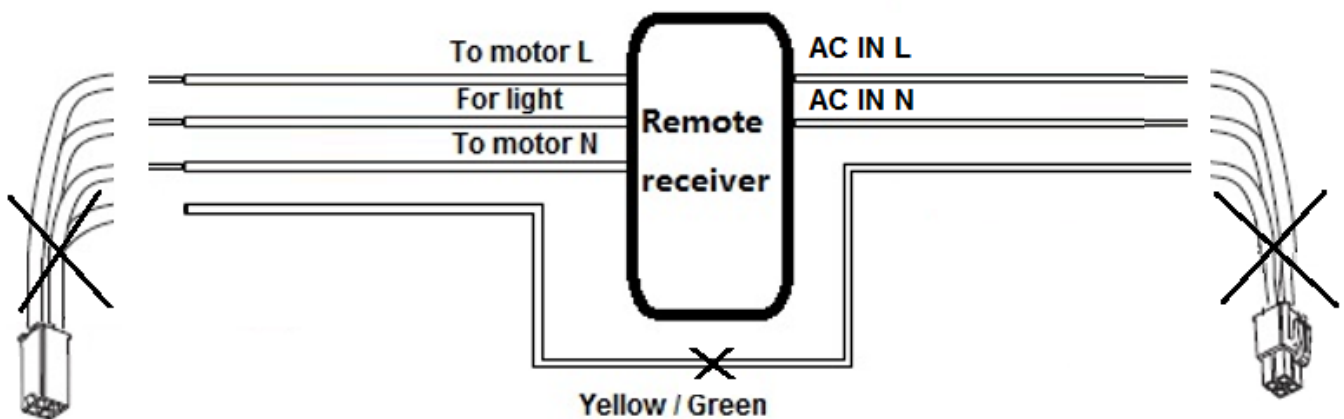 To motor L
For light
To motor N
Remote
receiver
AC IN L
AC IN N
Yellow / Green